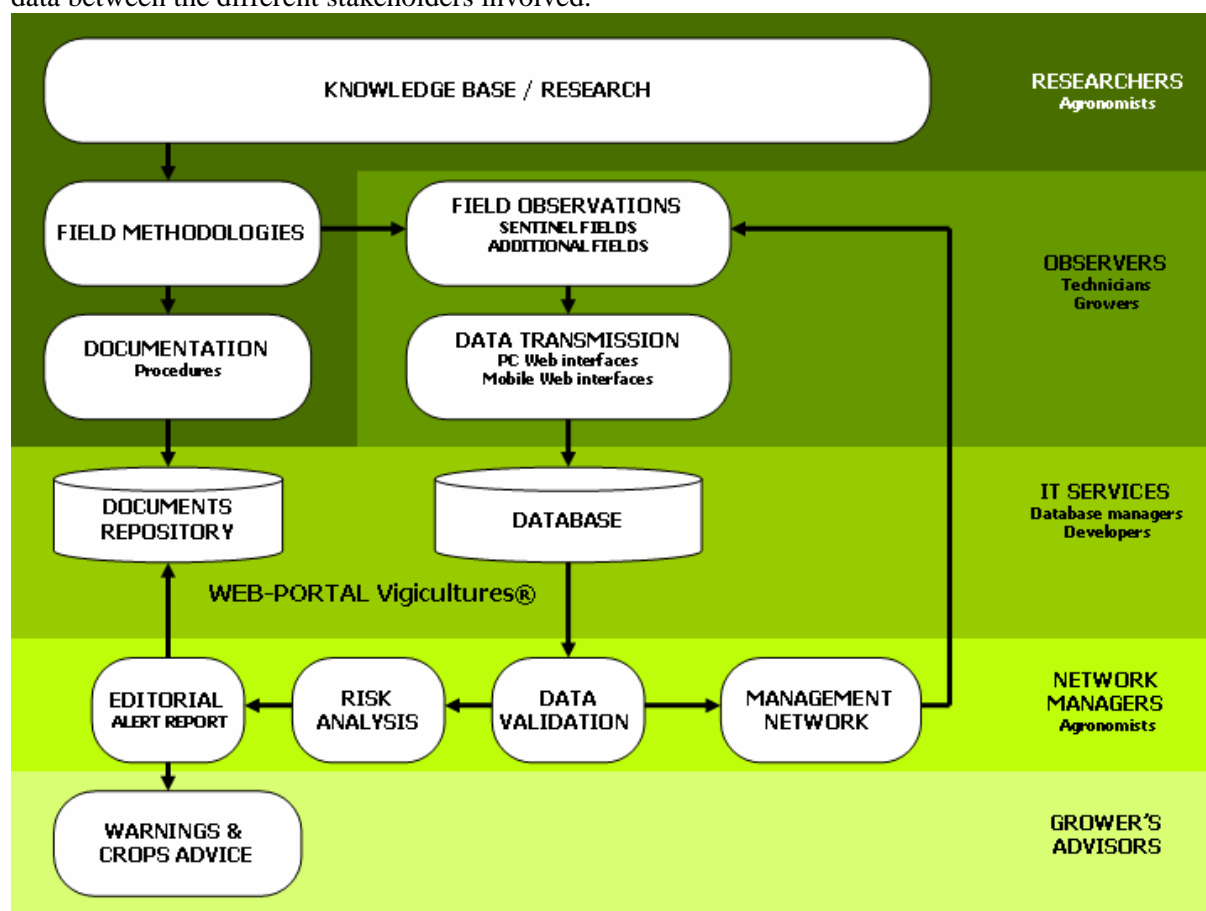 data between the different stakeholders involved.
KNOWLEDGE BASE / RESEARCH
RESEARCHERS
Agronomists
FIELD METHODOLOGIES
FIELD OBSERVATIONS
SENTINEL FIELDS
ADDITIONAL FIELDS
OBSERVERS
Technicians
Growers
DOCUMENTATION
Procedures
DATA TRANSMISSION
PC Web interfaces
Mobile Web interfaces
DOCUMENTS
REPOSITORY
DATABASE
IT SERVICES
Database managers
Developers
WEB-PORTAL Vigicultures®
EDITORIAL
ALERT REPORT
RISK
ANALYSIS
DATA
VALIDATION
MANAGEMENT
NETWORK
NETWORK
MANAGERS
Agronomists
WARNINGS &
CROPS ADVICE
GROWER'S
ADVISORS